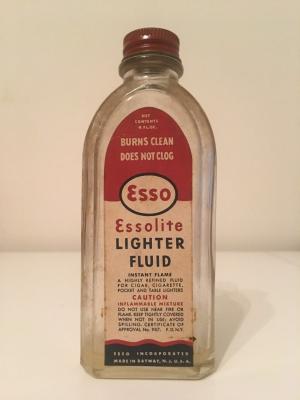 NET
CONTENTS
BURNS CLEAN
DOES NOT CLOG
Esso
Essolite
LIGHTER
FLUID
INSTANT FLAME
A HIGHLY REFINED FLUID
FOR CIGAR, CIGARETTE,
POCKET AND TABLE LIGHTERS
CAUTION
INFLAMMABLE MIXTURE
DO NOT USE NEAR FIRE OR
FLAME. KEEP TIGHTLY COVERED
WHEN NOT IN USE; AVOID
SPILLING. CERTIFICATE OF
APPROVAL No. 957. F.D.N.Y.
ESSO INCORPORATED
MADE IN BAYWAY, N.J. U.S.A.